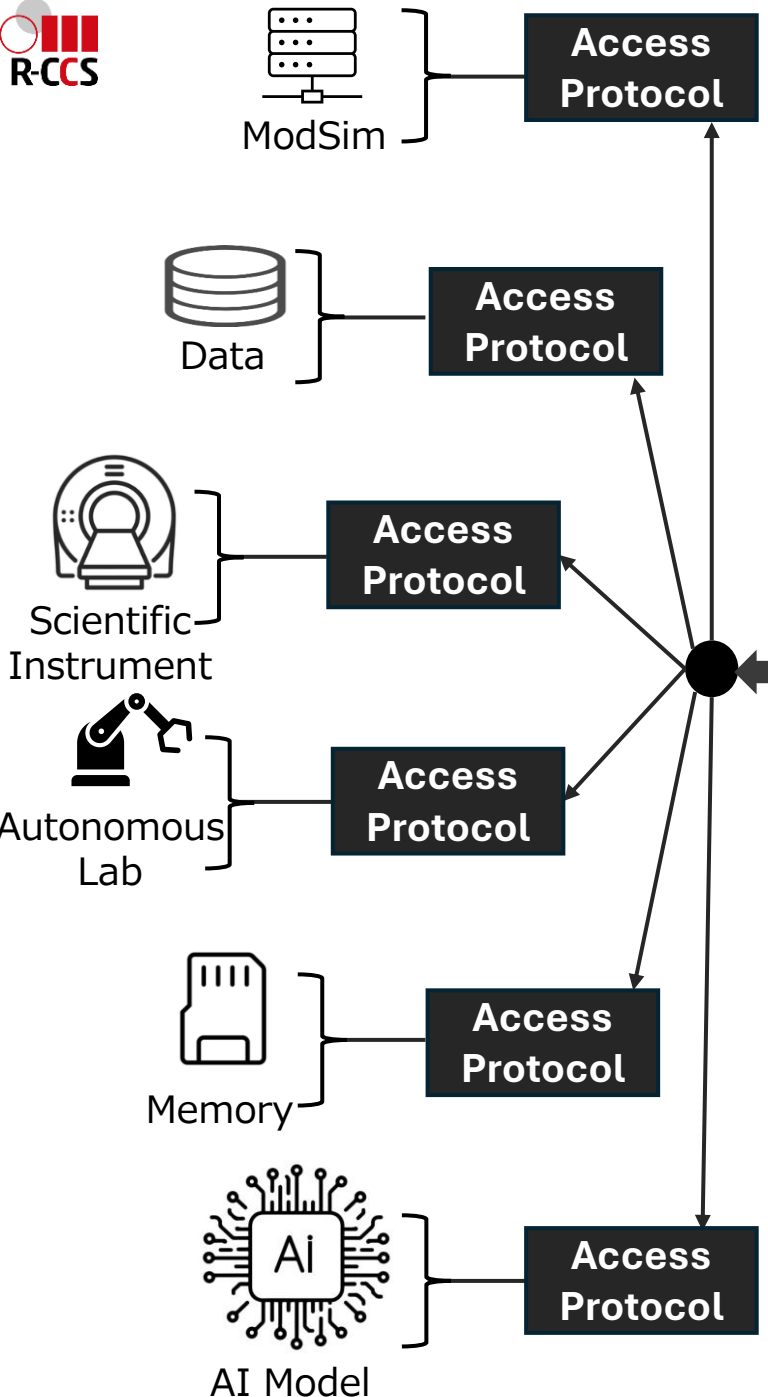 R-CCS
ModSim
Access
Protocol
Data
Access
Protocol
Scientific
Instrument
Access
Protocol
Autonomous
Lab
Access
Protocol
Memory
Access
Protocol
Ai
AI Model
Access
Protocol